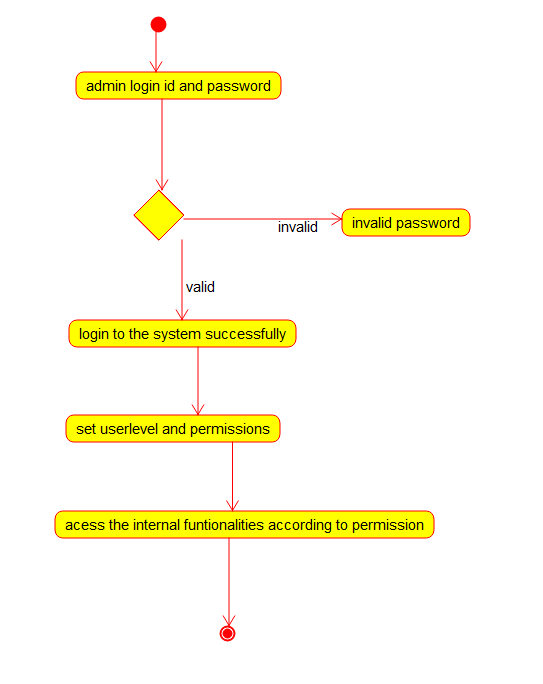 admin login id and password
invalid
invalid password
valid
login to the system successfully
set userlevel and permissions
acess the internal funtionalities according to permission